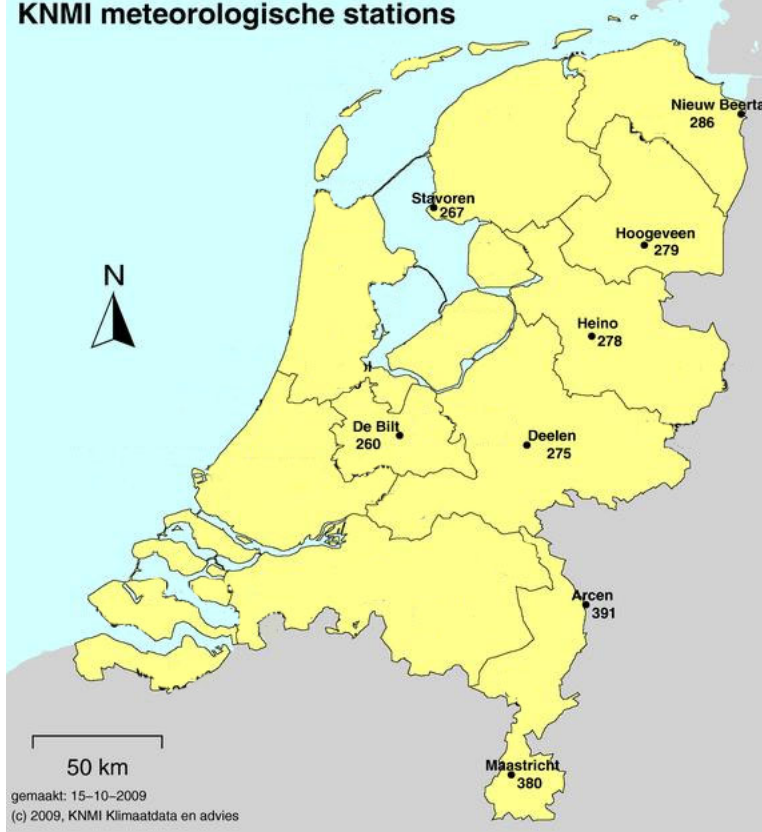 KNMI meteorologische stations
Nieuw Beerta
286
Stavoren
267
Hoogeveen
279
N
Heino
278
De Bilt
260
Deelen
275
Arcen
391
50 km
Maastricht
380
gemaakt: 15-10-2009
(c) 2009, KNMI Klimaatdata en advies